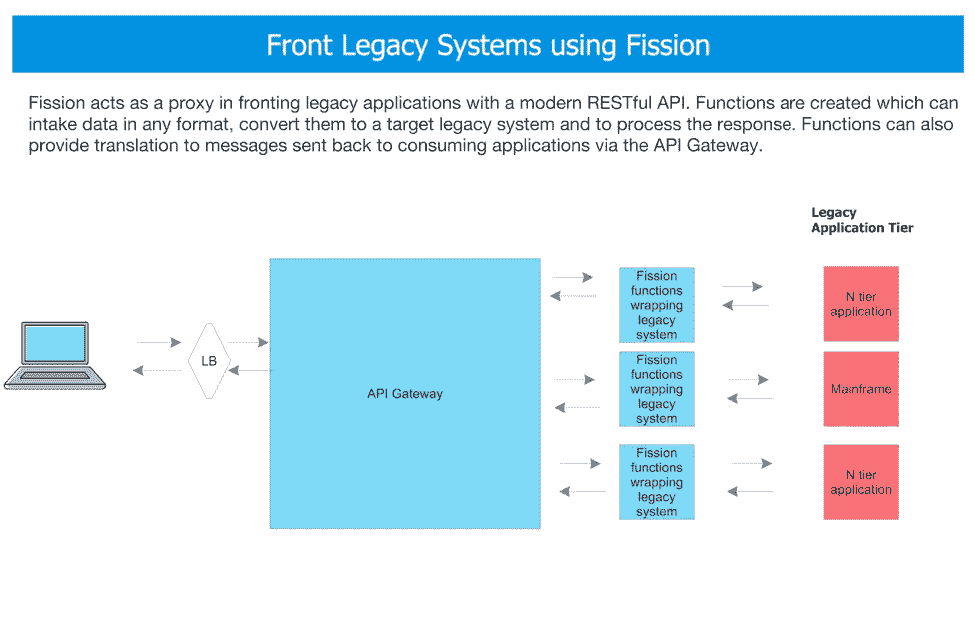 Front Legacy Systems using Fission
Fission acts as a proxy in fronting legacy applications with a modern RESTful API. Functions are created which can
intake data in any format, convert them to a target legacy system and to process the response. Functions can also
provide translation to messages sent back to consuming applications via the API Gateway.
Legacy
Application Tier
LB
API Gateway
Fission
functions
wrapping
legacy
system
N tier
application
Fission
functions
wrapping
legacy
system
Mainframe
Fission
functions
wrapping
legacy
system
N tier
application